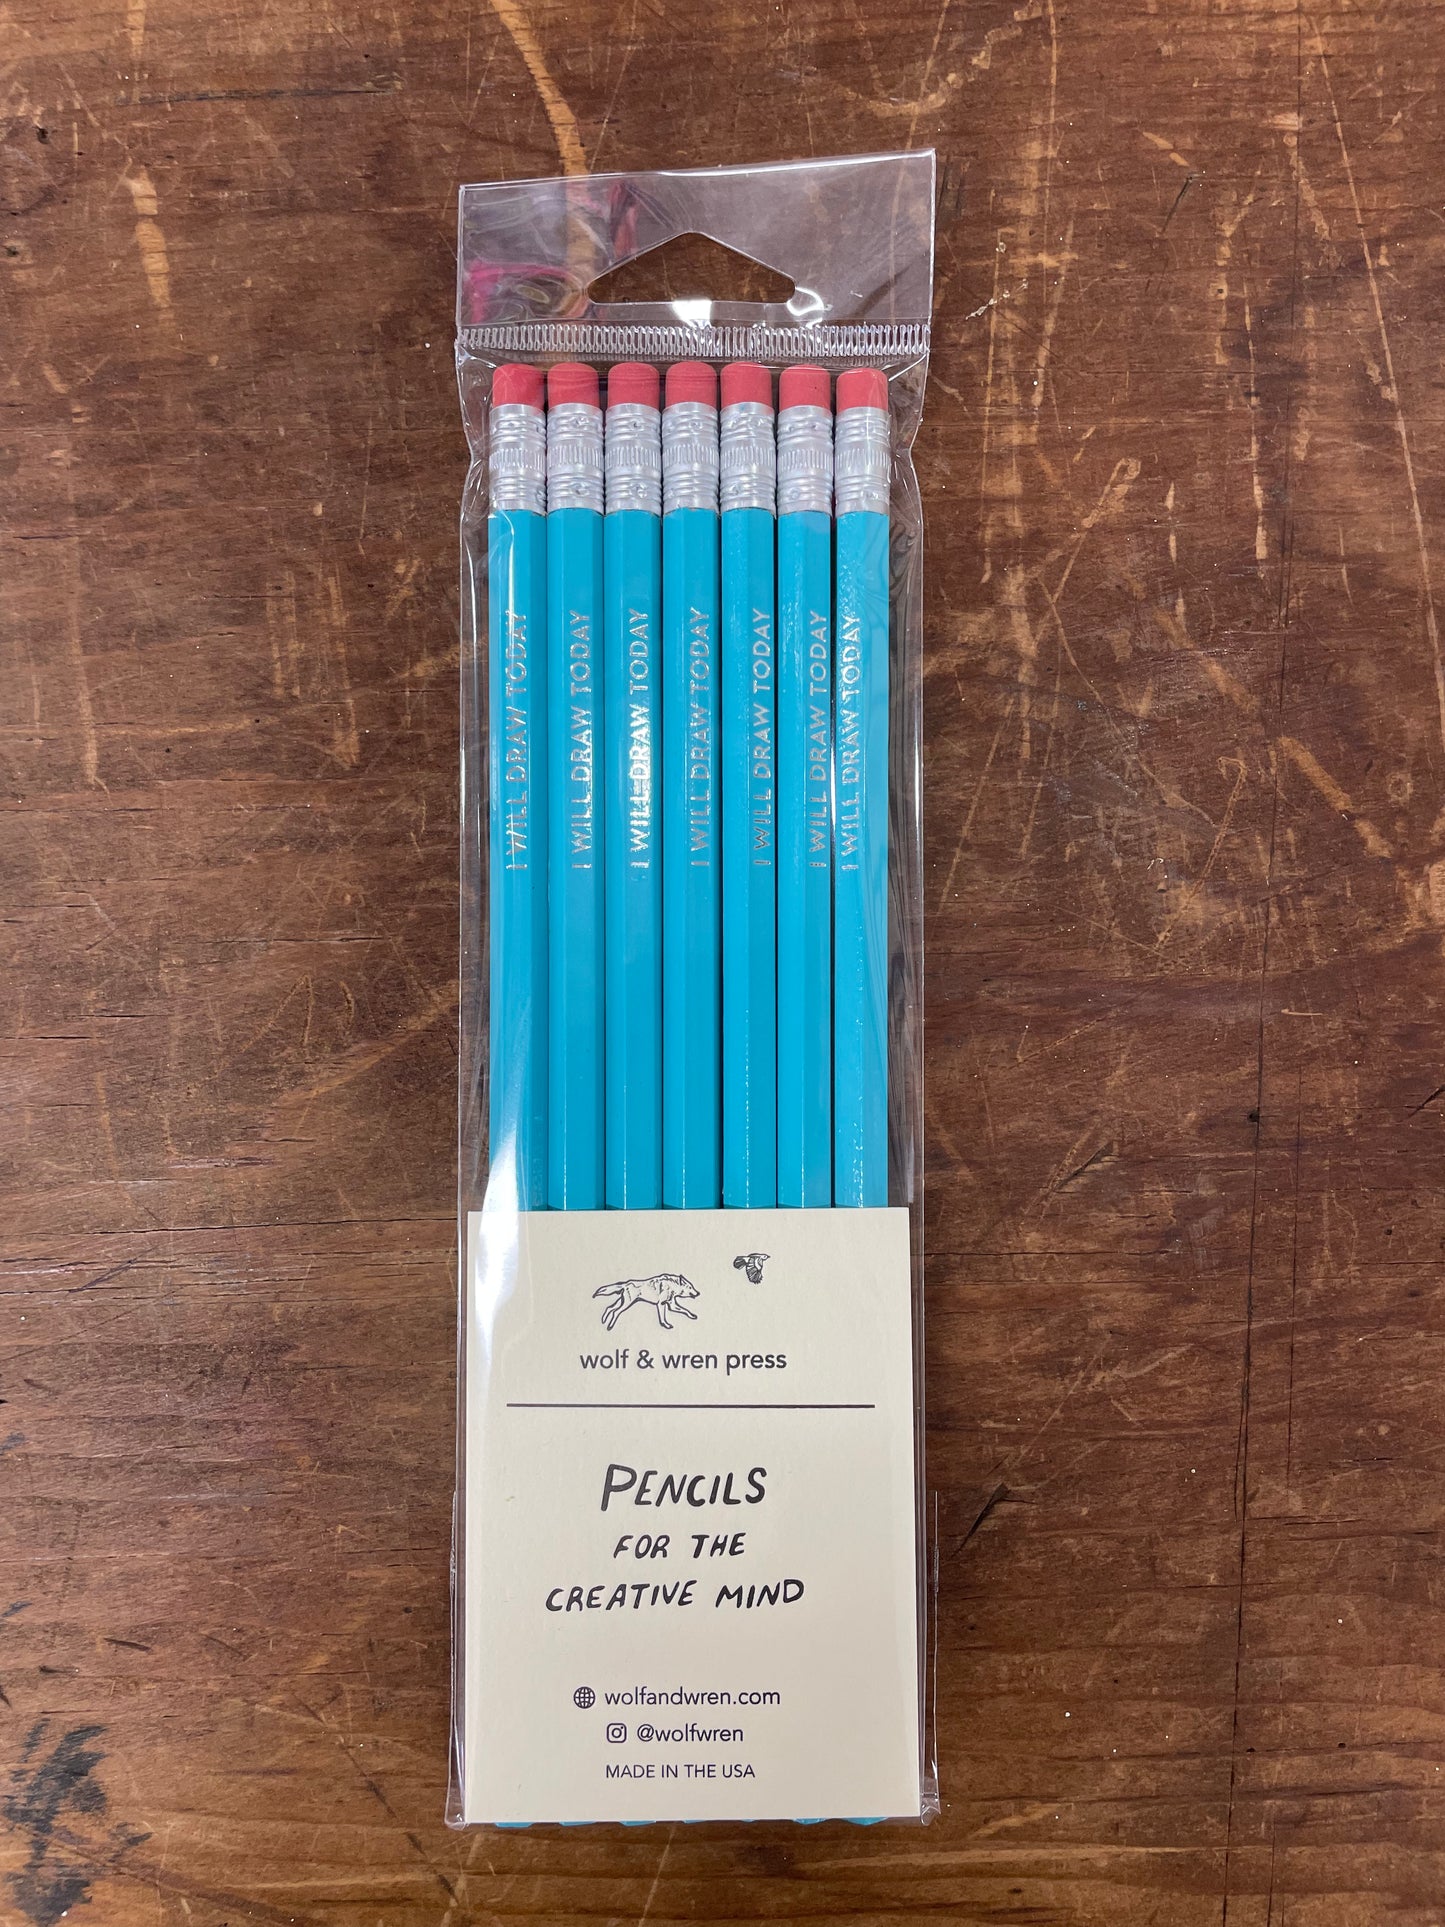 I WILL DRAW TODAY
I WILL DRAW TODAY
I WILL DRAW TODAY
I WILL DRAW TODAY
I WILL DRAW TODAY
I WILL DRAW TODAY
I WILL DRAW TODAY
wolf & wren press
PENCILS
FOR THE
CREATIVE MIND
wolfandwren.com
@wolfwren
MADE IN THE USA